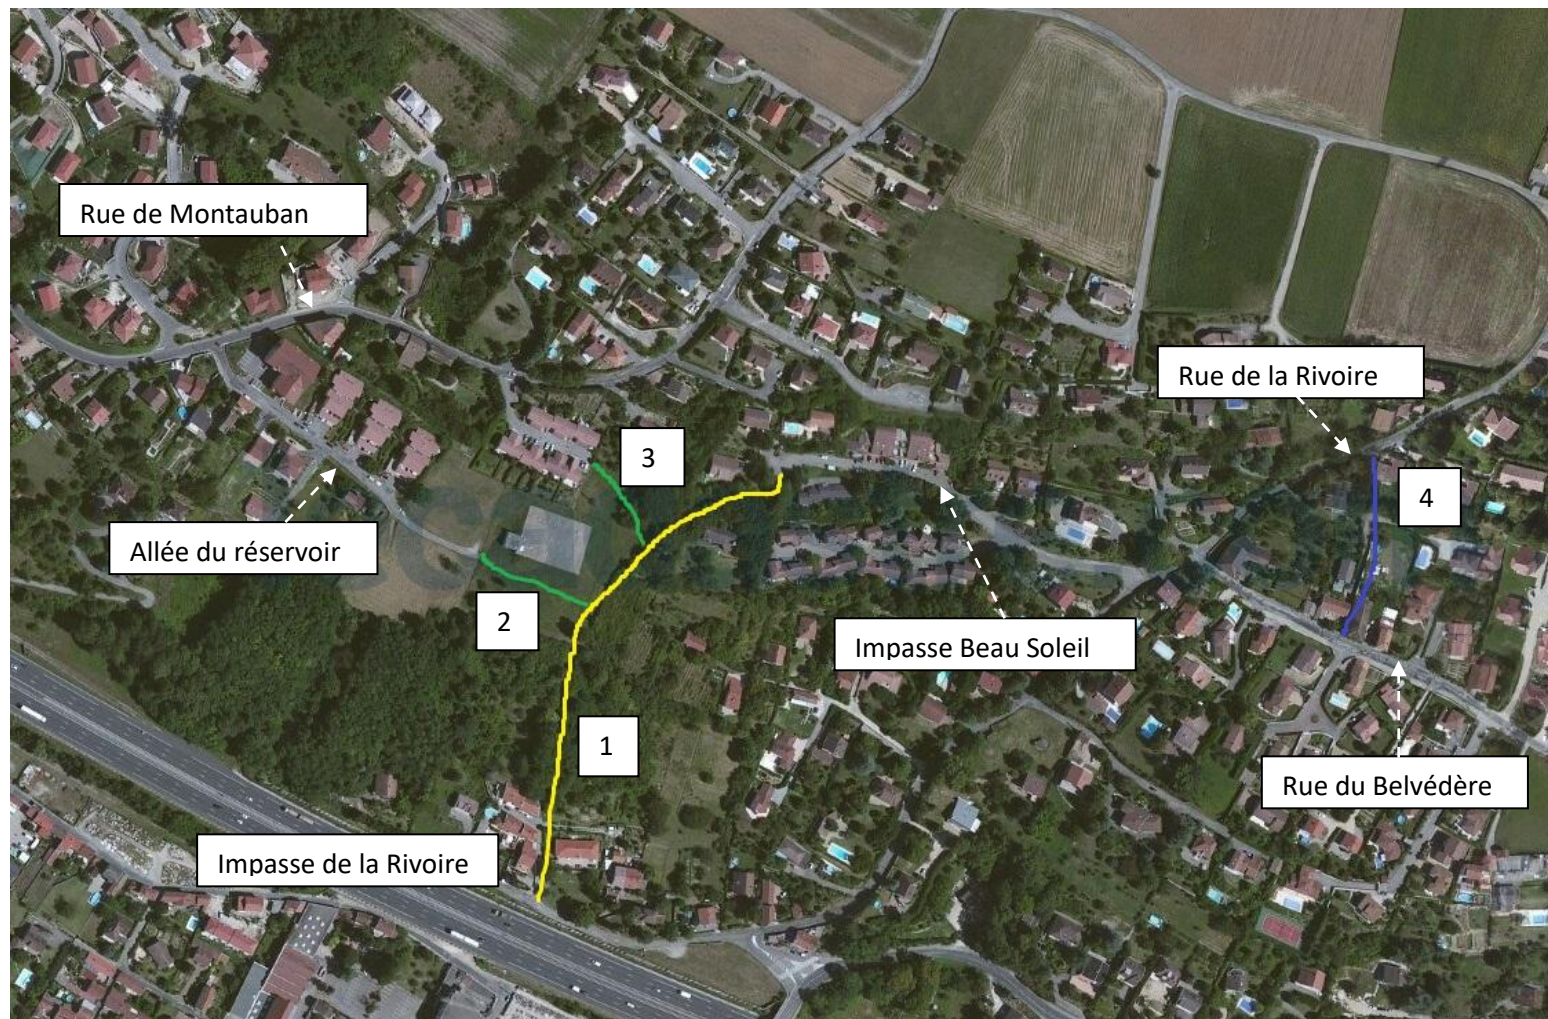 Rue de Montauban
Rue de la Rivoire
3
4
Allée du réservoir
2
Impasse Beau Soleil
1
Rue du Belvédère
Impasse de la Rivoire